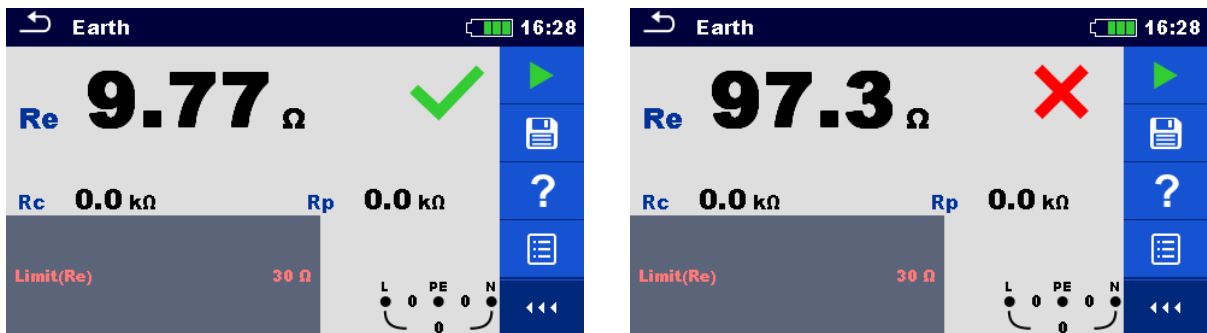 Earth 16:28
Re 9.77 Ω
Rc 0.0 kΩ Rp 0.0 kΩ
?
Limit(Re) 30 Ω
L PE N
0 0
0
Earth 16:28
Re 97.3 Ω
Rc 0.0 kΩ Rp 0.0 kΩ
?
Limit(Re) 30 Ω
L PE N
0 0
0